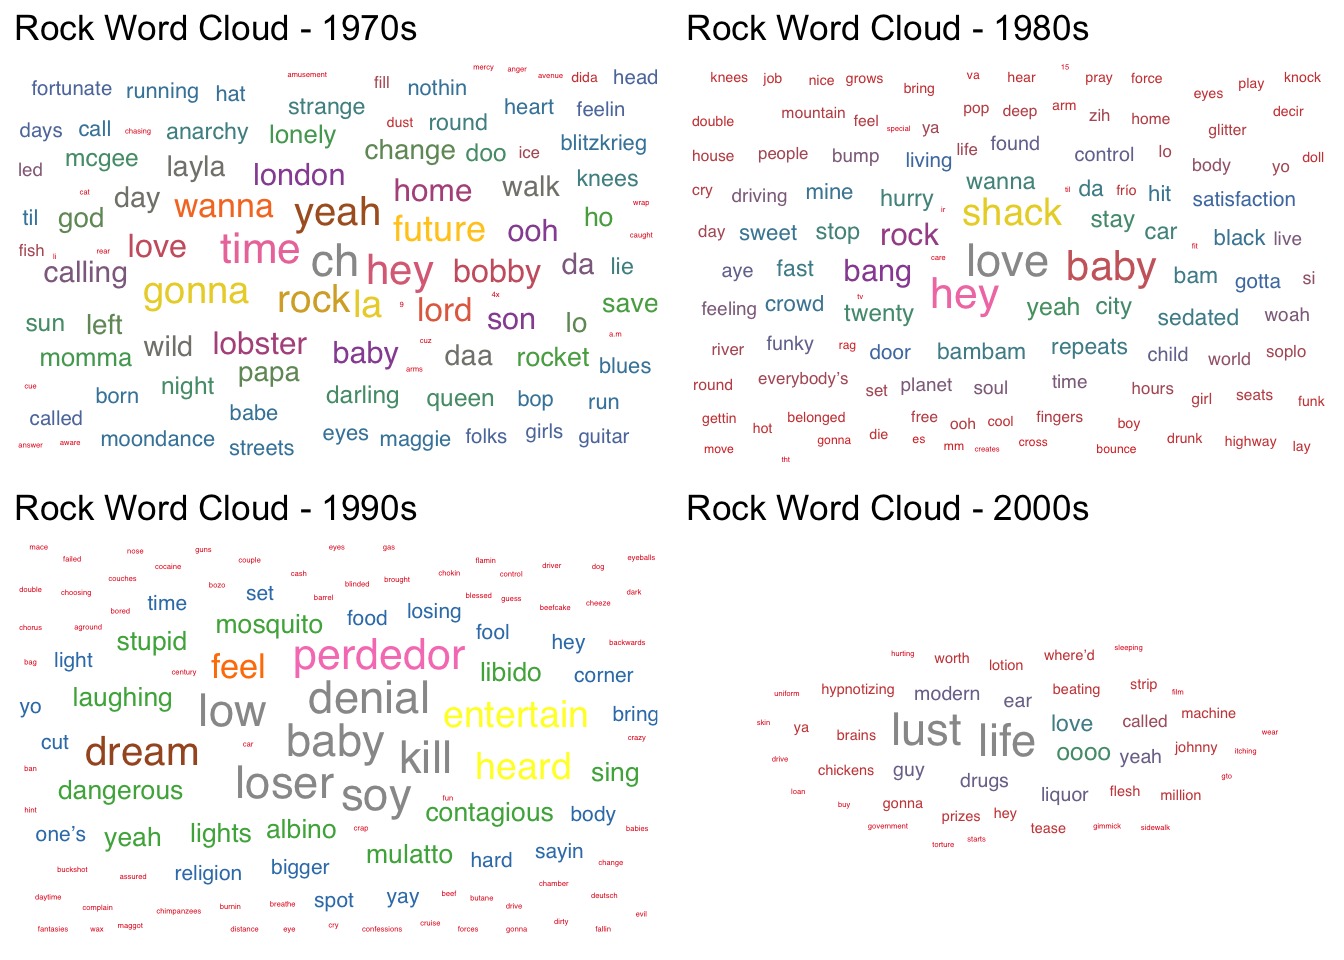 Rock Word Cloud - 1970s
amusement mercy anger avenue dida head
fortunate running hat fill nothin
strange heart feelin
days call chasing anarchy lonely dust round
mcgee layla change doo ice blitzkrieg
led london
cat day home walk knees
til god wanna yeah future ooh ho wrap
fish li rear love time ch hey bobby da lie caught
calling
gonna rock la 9 lord 4x son save
sun left lo a.m
momma wild lobster baby cuz daa rocket blues
cue night papa arms
born darling queen bop run
called babe
answer aware moondance streets eyes maggie folks girls guitar
Rock Word Cloud - 1980s
knees job nice grows bring va hear 15 pray force eyes play knock
double mountain feel special ya pop deep arm zih home glitter decir
house people bump living life found control lo body yo doll
cry driving mine hurry wanna til da frío hit satisfaction
day sweet stop rock ir shack stay car black live
aye fast bang care love baby fit bam gotta si
feeling crowd twenty tv hey yeah city sedated woah
river funky rag door bambam repeats child world soplo
round everybody's set planet soul time hours girl seats funk
gettin hot belonged gonna die free ooh cool fingers boy
move tht es mm creates cross bounce drunk highway lay
Rock Word Cloud - 1990s
mace failed nose guns couple eyes gas flamin driver dog eyeballs
double choosing couches cocaine bozo cash blinded brought chokin control
bored time set barrel blessed guess beefcake cheeze dark
chorus aground stupid mosquito food losing fool hey backwards
bag light century feel perdedor libido corner
yo laughing low denial entertain bring
cut dream car baby kill heard sing crazy
ban dangerous loser soy
hint fun contagious body
one's yeah lights albino crap babies
buckshot assured religion bigger mulatto hard sayin change
daytime complain chimpanzees burnin breathe spot yay beef butane chamber drive deutsch
fantasies wax maggot distance eye cry confessions cruise forces gonna dirty fallin evil
Rock Word Cloud - 2000s
hurting worth lotion where'd sleeping
uniform hypnotizing modern ear beating strip film
skin ya brains lust life love called machine wear
drive chickens guy oooo yeah johnny itching
loan drugs liquor flesh million gto
buy gonna prizes hey
government tease gimmick sidewalk
torture starts